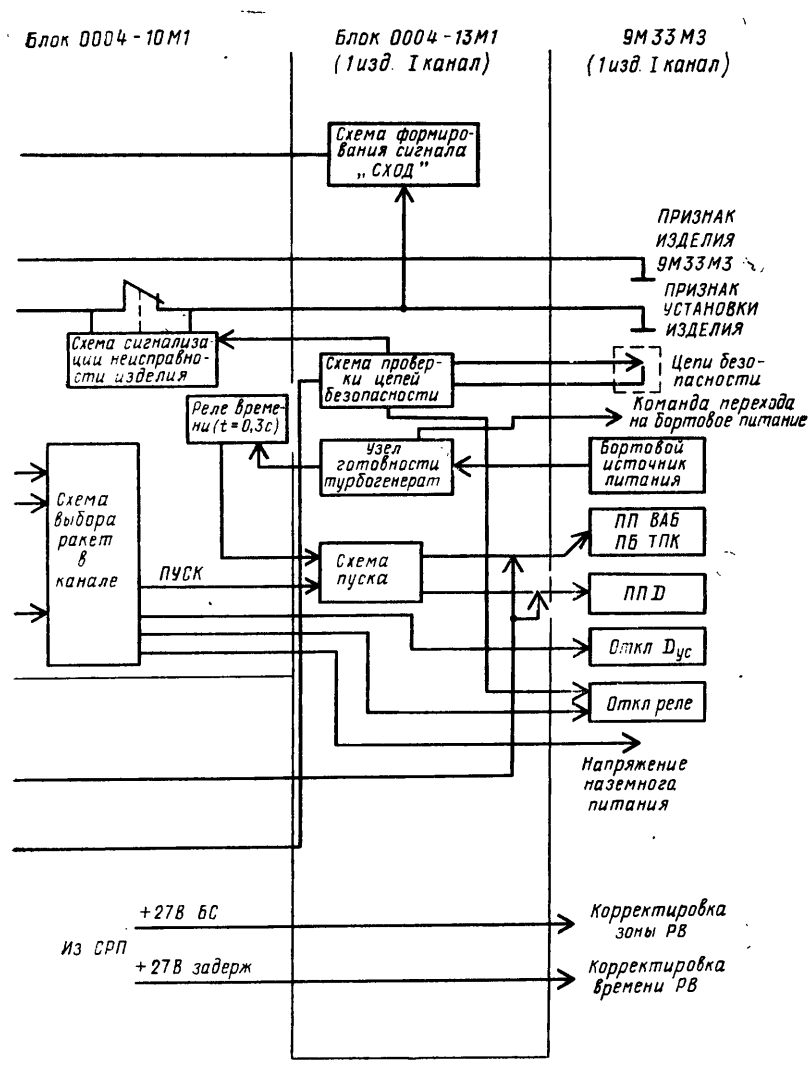 Блок 0004-10М1
Блок 0004-13М1
(1изд. I канал)
9М33М3
(1изд. I канал)
Схема формиро-
вания сигнала
„СХОД”
ПРИЗНАК
ИЗДЕЛИЯ
9М33М3
ПРИЗНАК
УСТАНОВКИ
ИЗДЕЛИЯ
Схема сигнализа-
ции неисправно-
сти изделия
Схема провер-
ки цепей
безопасности
Цепи безо-
пасности
Реле време-
ни (t=0,3с)
Команда перехода
на бортовое питание
Узел
готовности
турбогенерат
Бортовой
источник
питания
Схема
выбора
ракет
в
канале
ПП ВАБ
ПБ ТПК
Схема
пуска
ПУСК
ПП D
Откл Dус
Откл реле
Напряжение
наземного
питания
+27В БС
Корректировка
зоны РВ
Из СРП
+27В задерж
Корректировка
времени РВ